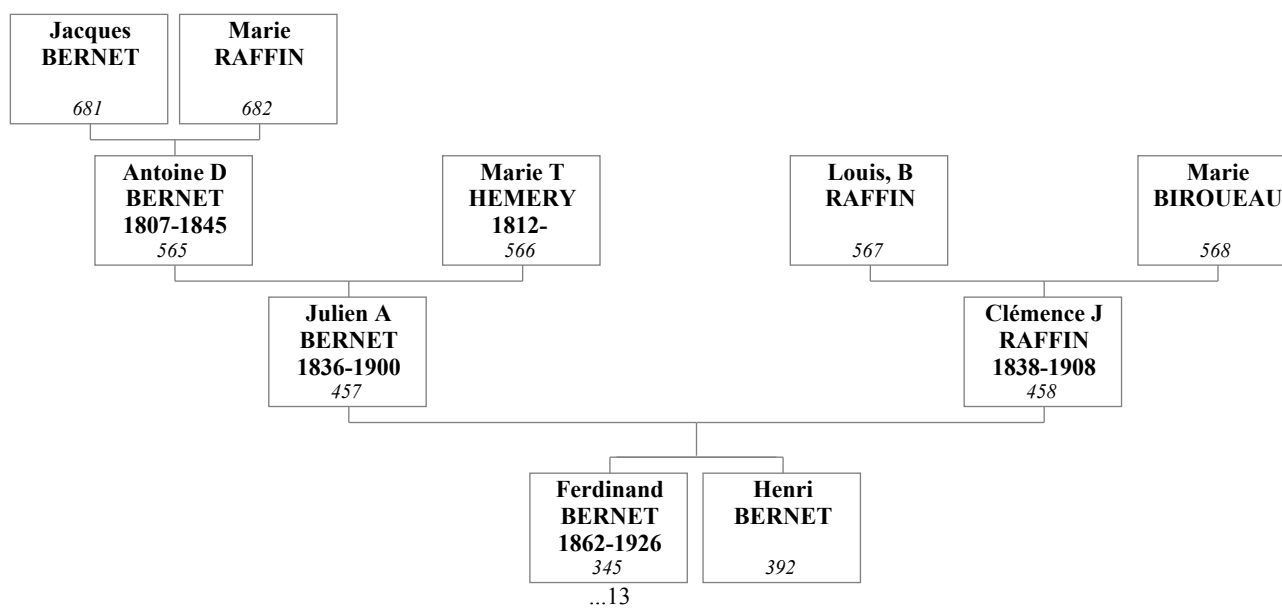 Jacques
BERNET
681
Marie
RAFFIN
682
Antoine D
BERNET
1807-1845
565
Marie T
HEMERY
1812-
566
Louis, B
RAFFIN
567
Marie
BIROUEAU
568
Julien A
BERNET
1836-1900
457
Clémence J
RAFFIN
1838-1908
458
Ferdinand
BERNET
1862-1926
345
...13
Henri
BERNET
392